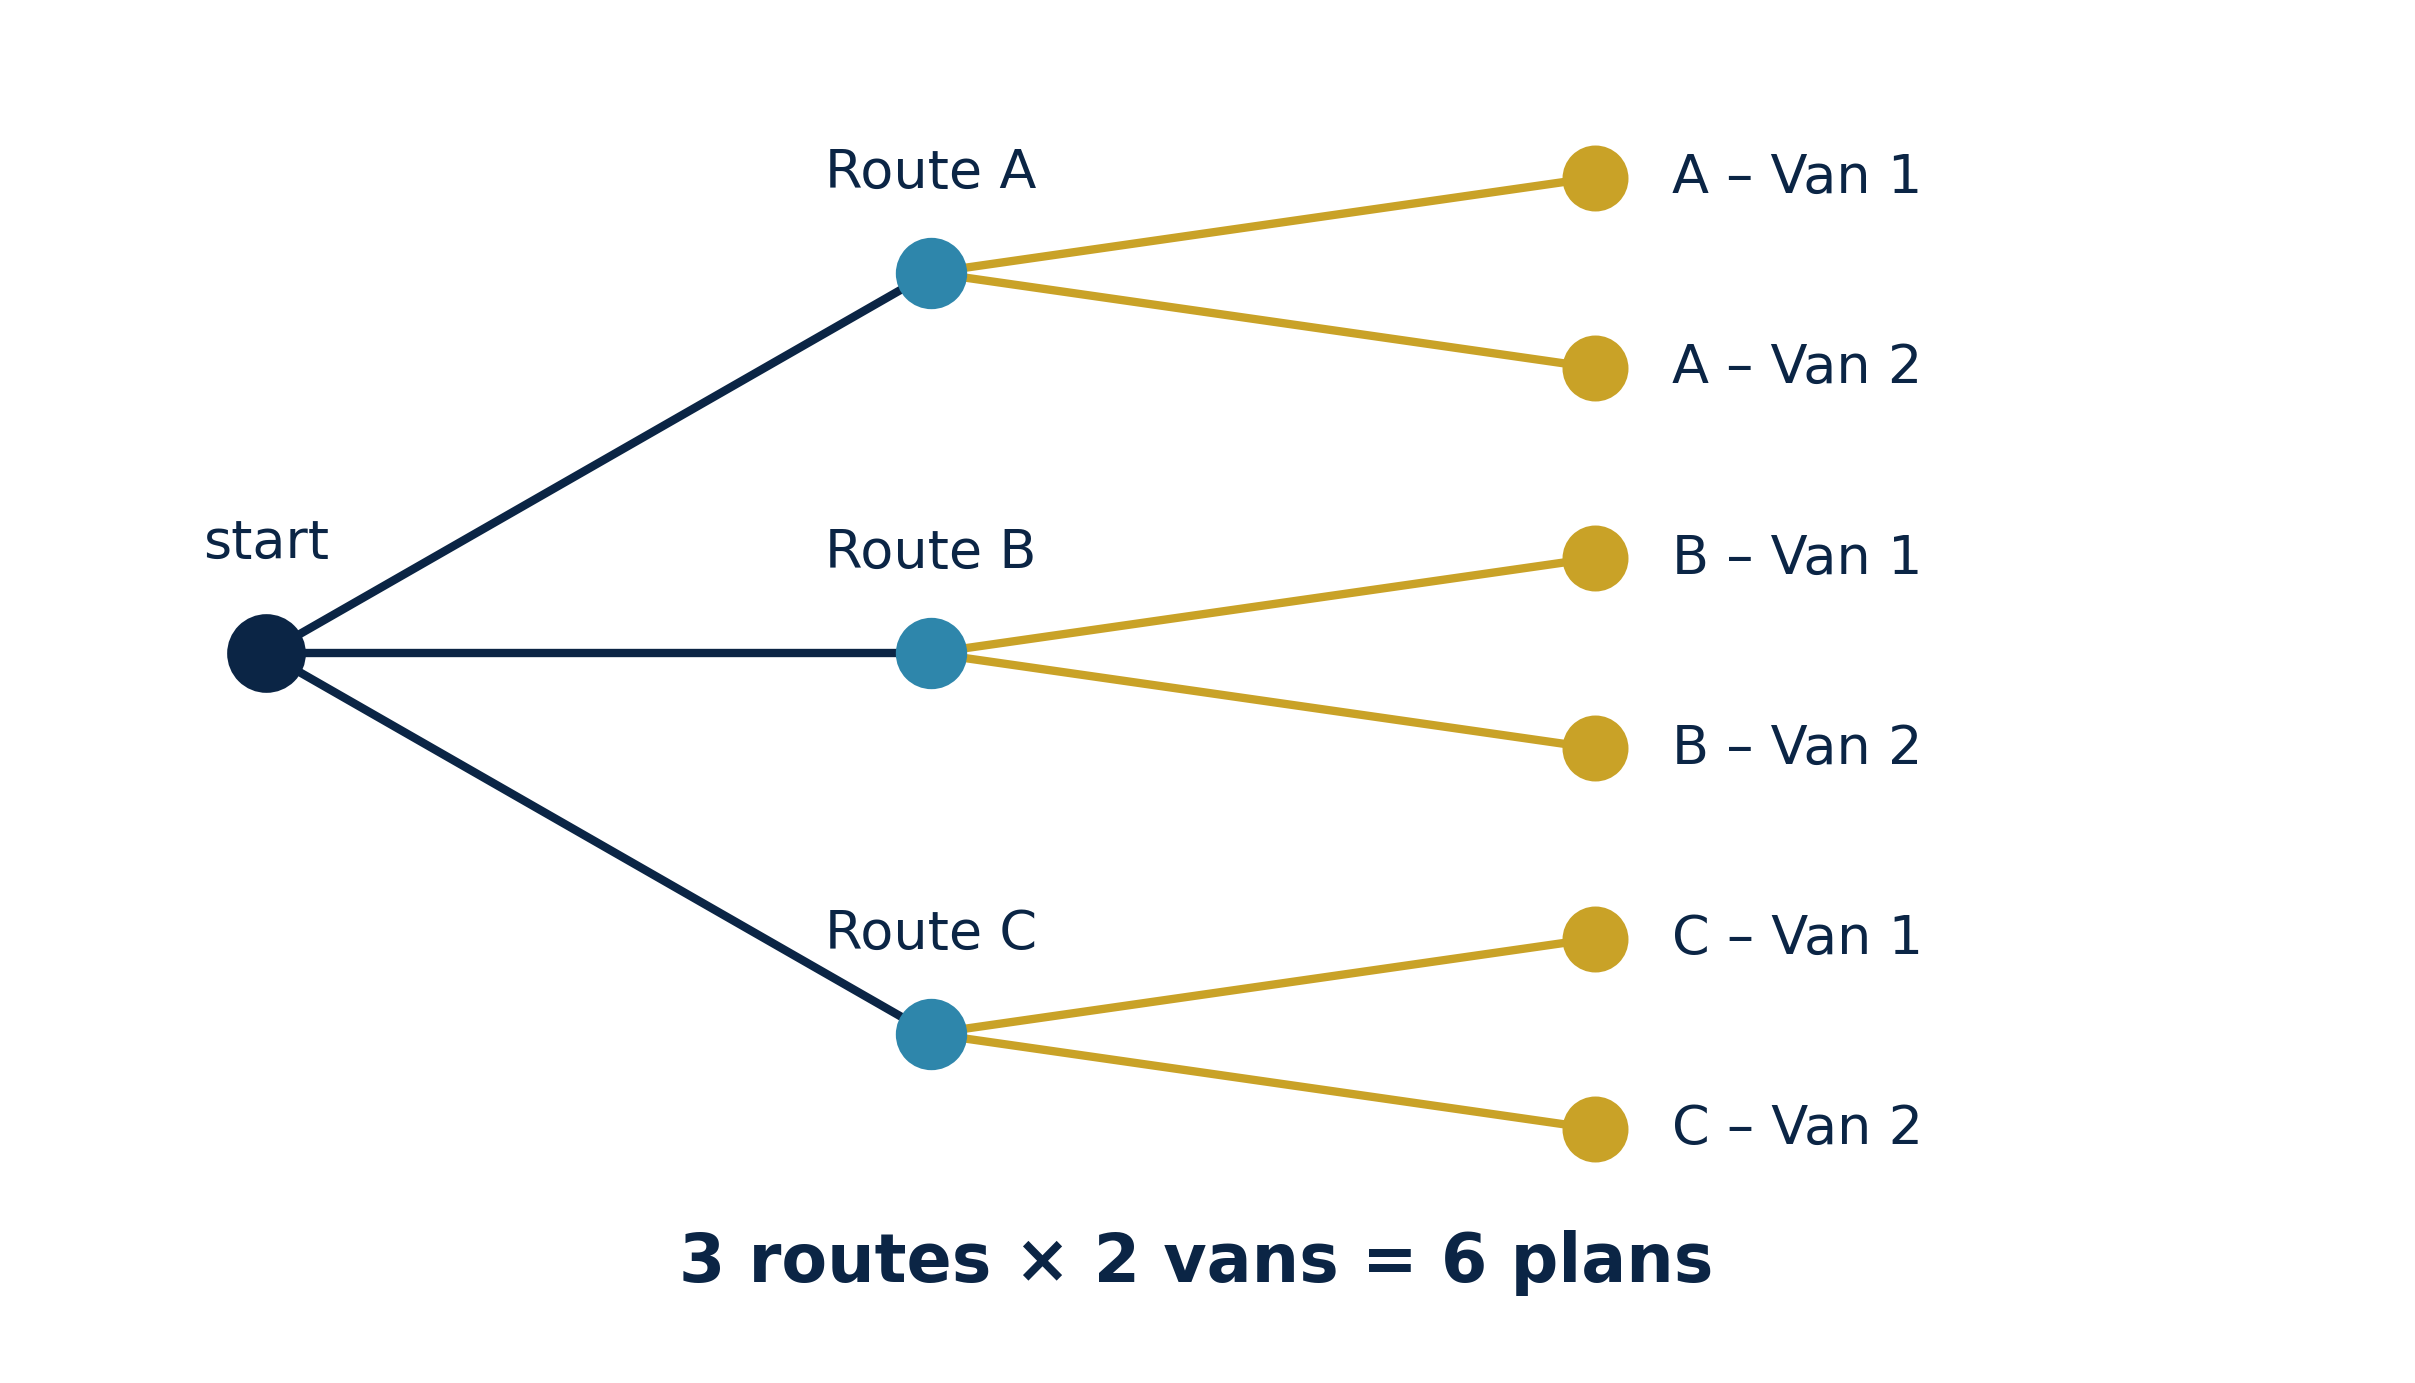 Route A
A – Van 1
A – Van 2
start
Route B
B – Van 1
B – Van 2
Route C
C – Van 1
C – Van 2
3 routes × 2 vans = 6 plans